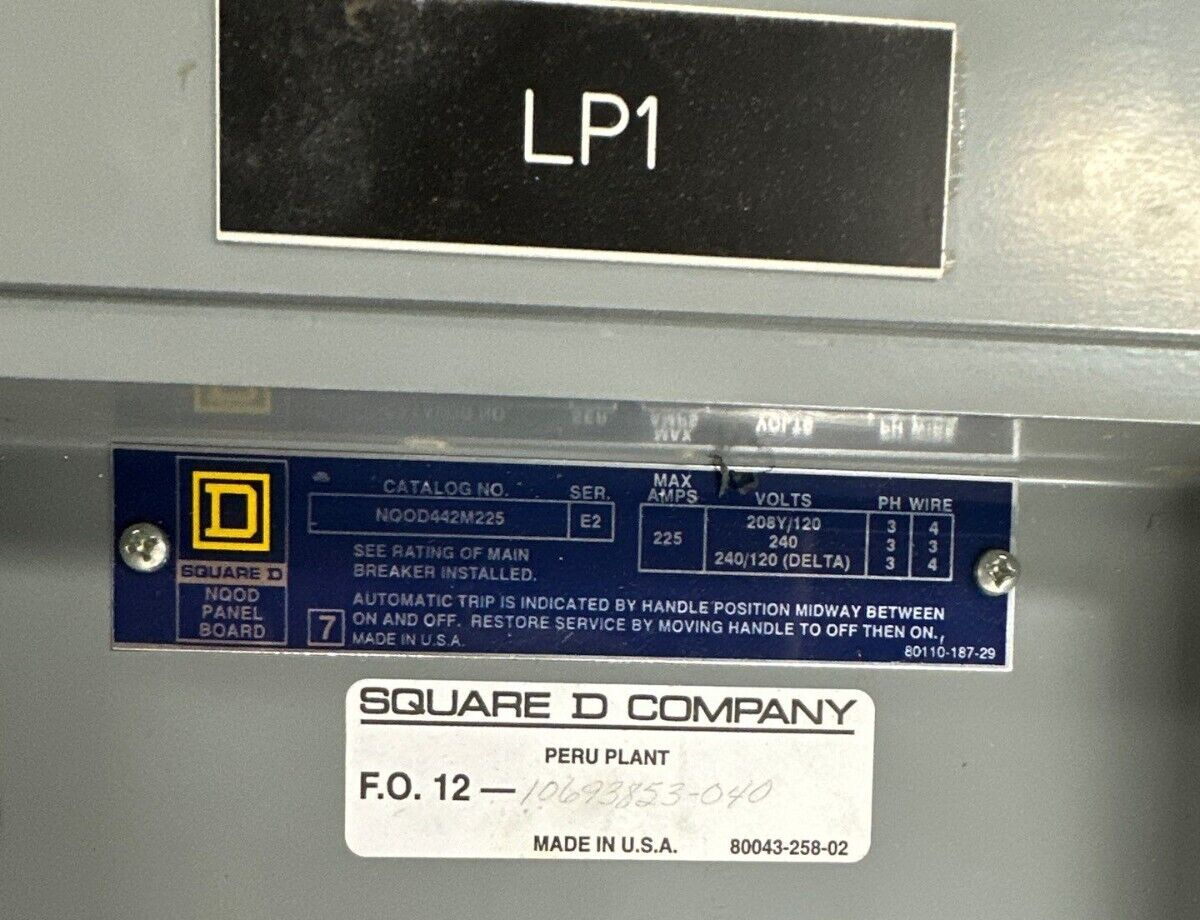 LP1
D
SQUARE D
NQOD
PANEL
BOARD
CATALOG NO. SER.
NQOD442M225 E2
SEE RATING OF MAIN
BREAKER INSTALLED.
MAX
AMPS VOLTS PH WIRE
225
208Y/120 3 4
240 3 3
240/120 (DELTA) 3 4
7
AUTOMATIC TRIP IS INDICATED BY HANDLE POSITION MIDWAY BETWEEN
ON AND OFF. RESTORE SERVICE BY MOVING HANDLE TO OFF THEN ON.
MADE IN U.S.A.
80110-187-29
SQUARE D COMPANY
PERU PLANT
F.O. 12 — 10693853-040
MADE IN U.S.A. 80043-258-02